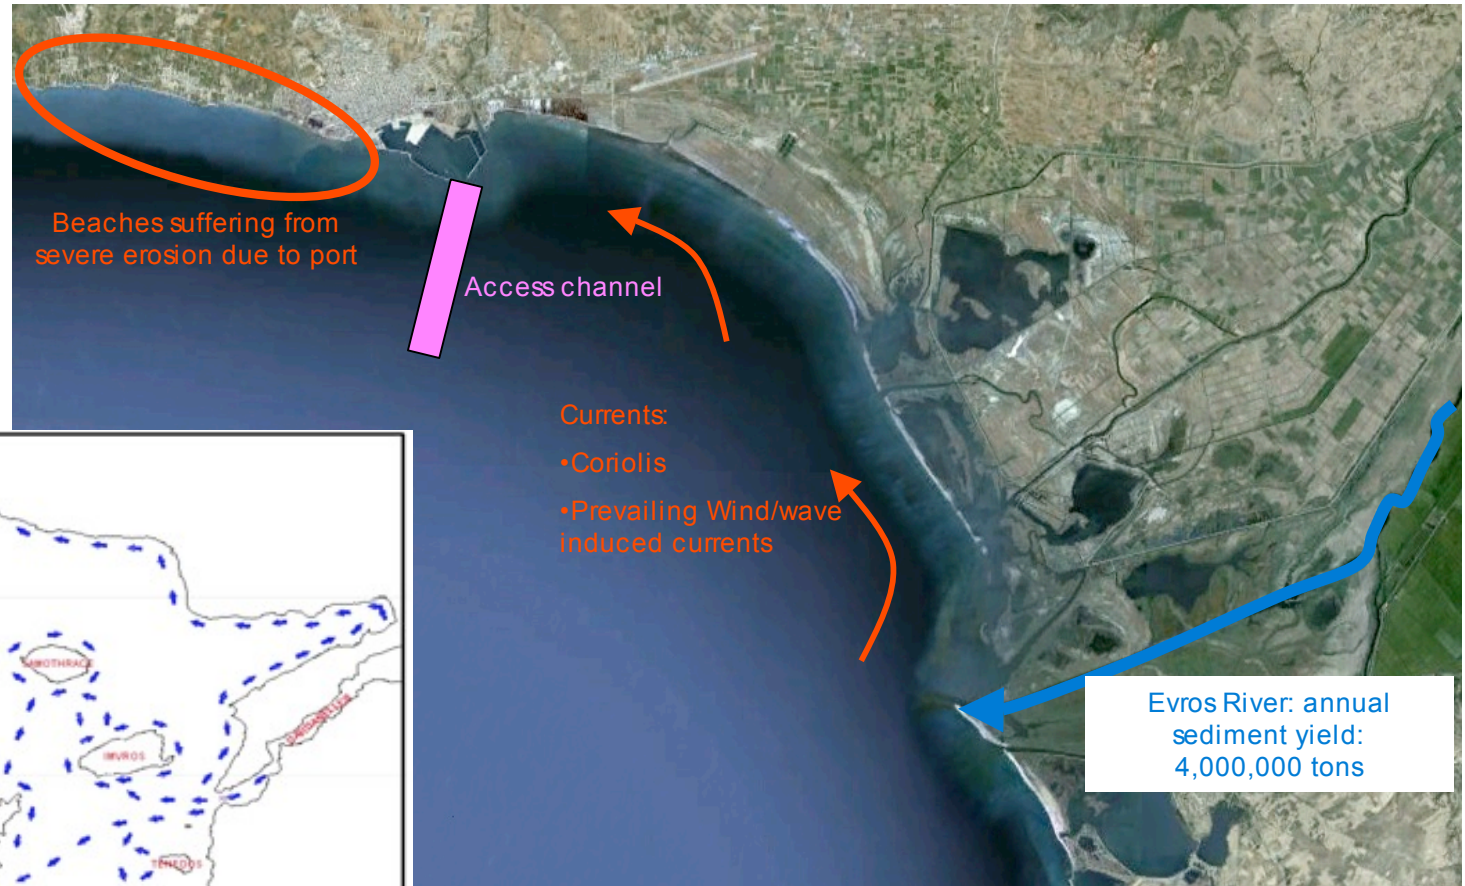 Beaches suffering from
severe erosion due to port
Access channel
Currents:
•Coriolis
•Prevailing Wind/wave
induced currents
Evros River: annual
sediment yield:
4,000,000 tons
SAMOTHRACE
IMVROS
DARDANELLES
TENEDOS